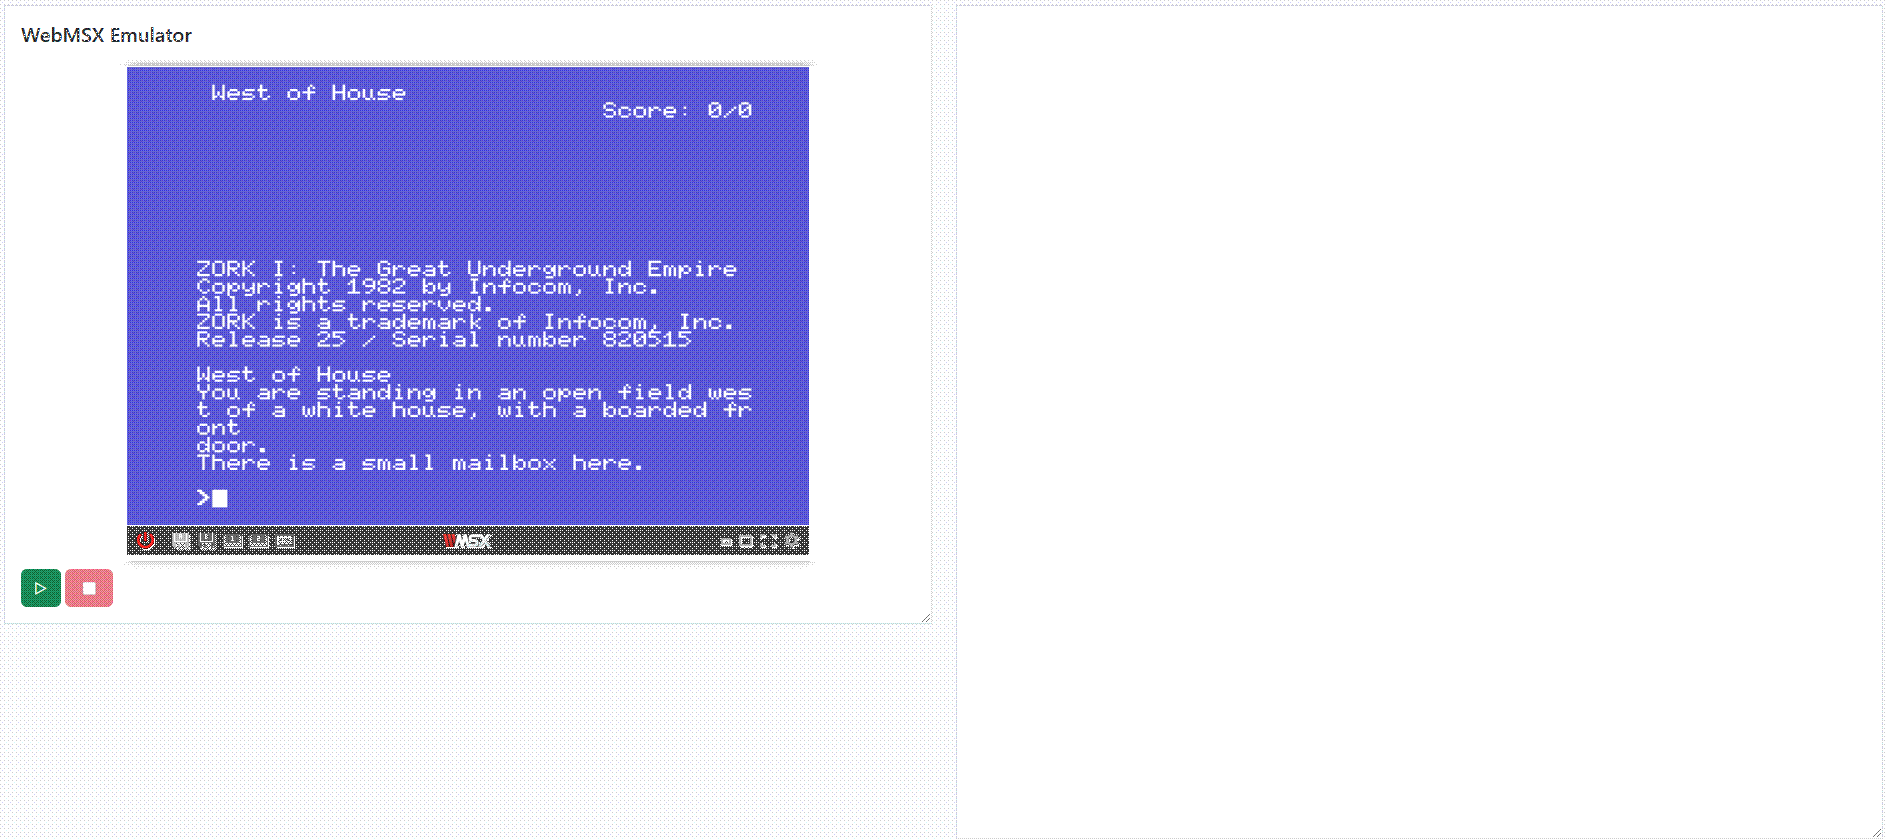 WebMSX Emulator
West of House
Score: 0/0
ZORK I: The Great Underground Empire
Copyright 1982 by Infocom, Inc.
All rights reserved.
ZORK is a trademark of Infocom, Inc.
Release 25 / Serial number 820515
West of House
You are standing in an open field wes
t of a white house, with a boarded fr
ont
door.
There is a small mailbox here.
>
WMSX